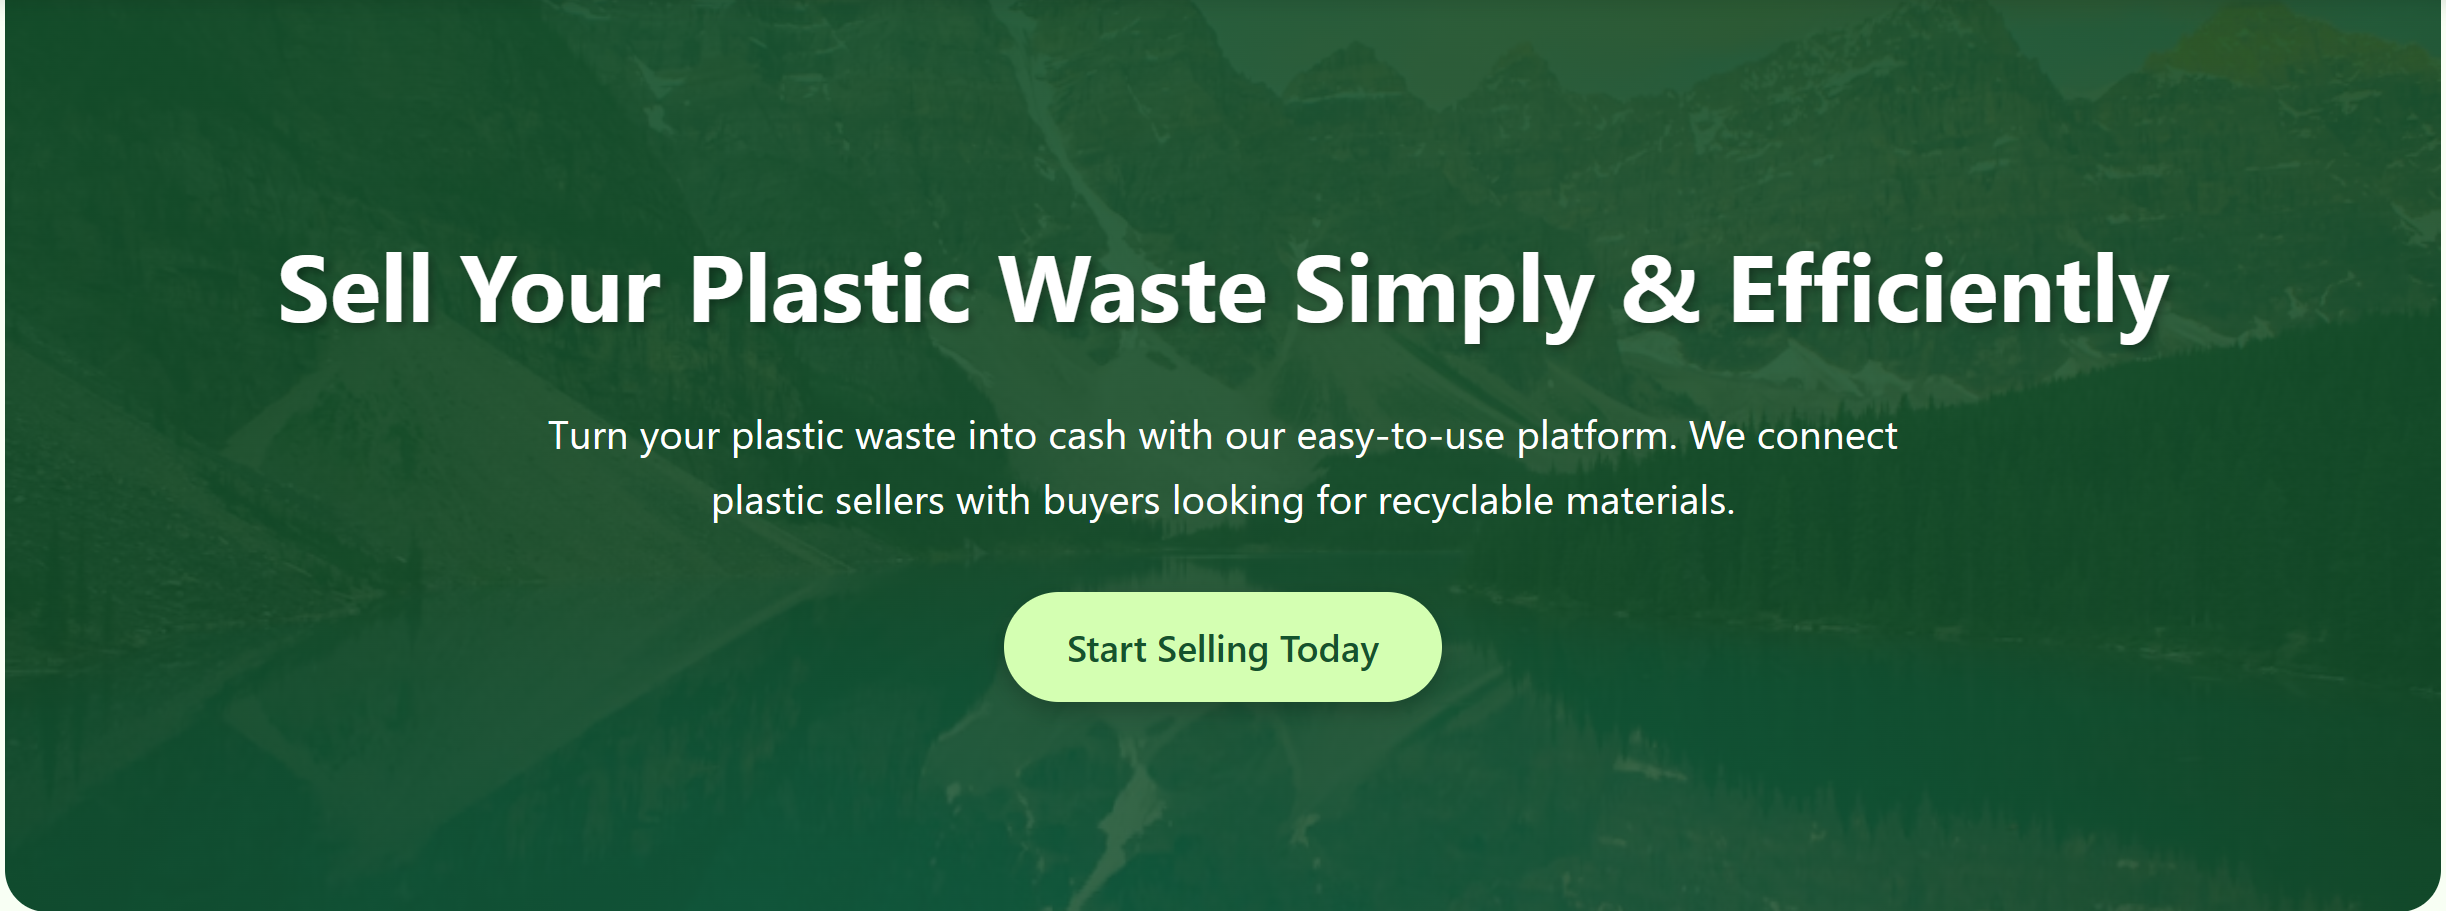 Sell Your Plastic Waste Simply & Efficiently
Turn your plastic waste into cash with our easy-to-use platform. We connect
plastic sellers with buyers looking for recyclable materials.
Start Selling Today